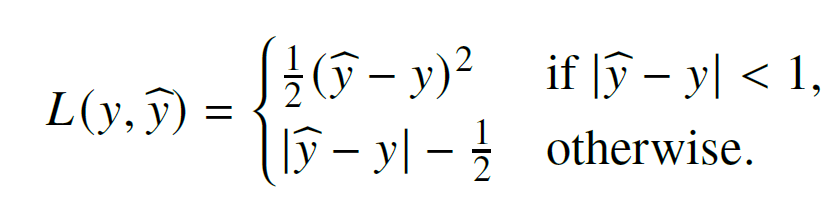 L(y, ŷ) = { ½(ŷ − y)² if |ŷ − y| < 1,
|ŷ − y| − ½ otherwise.